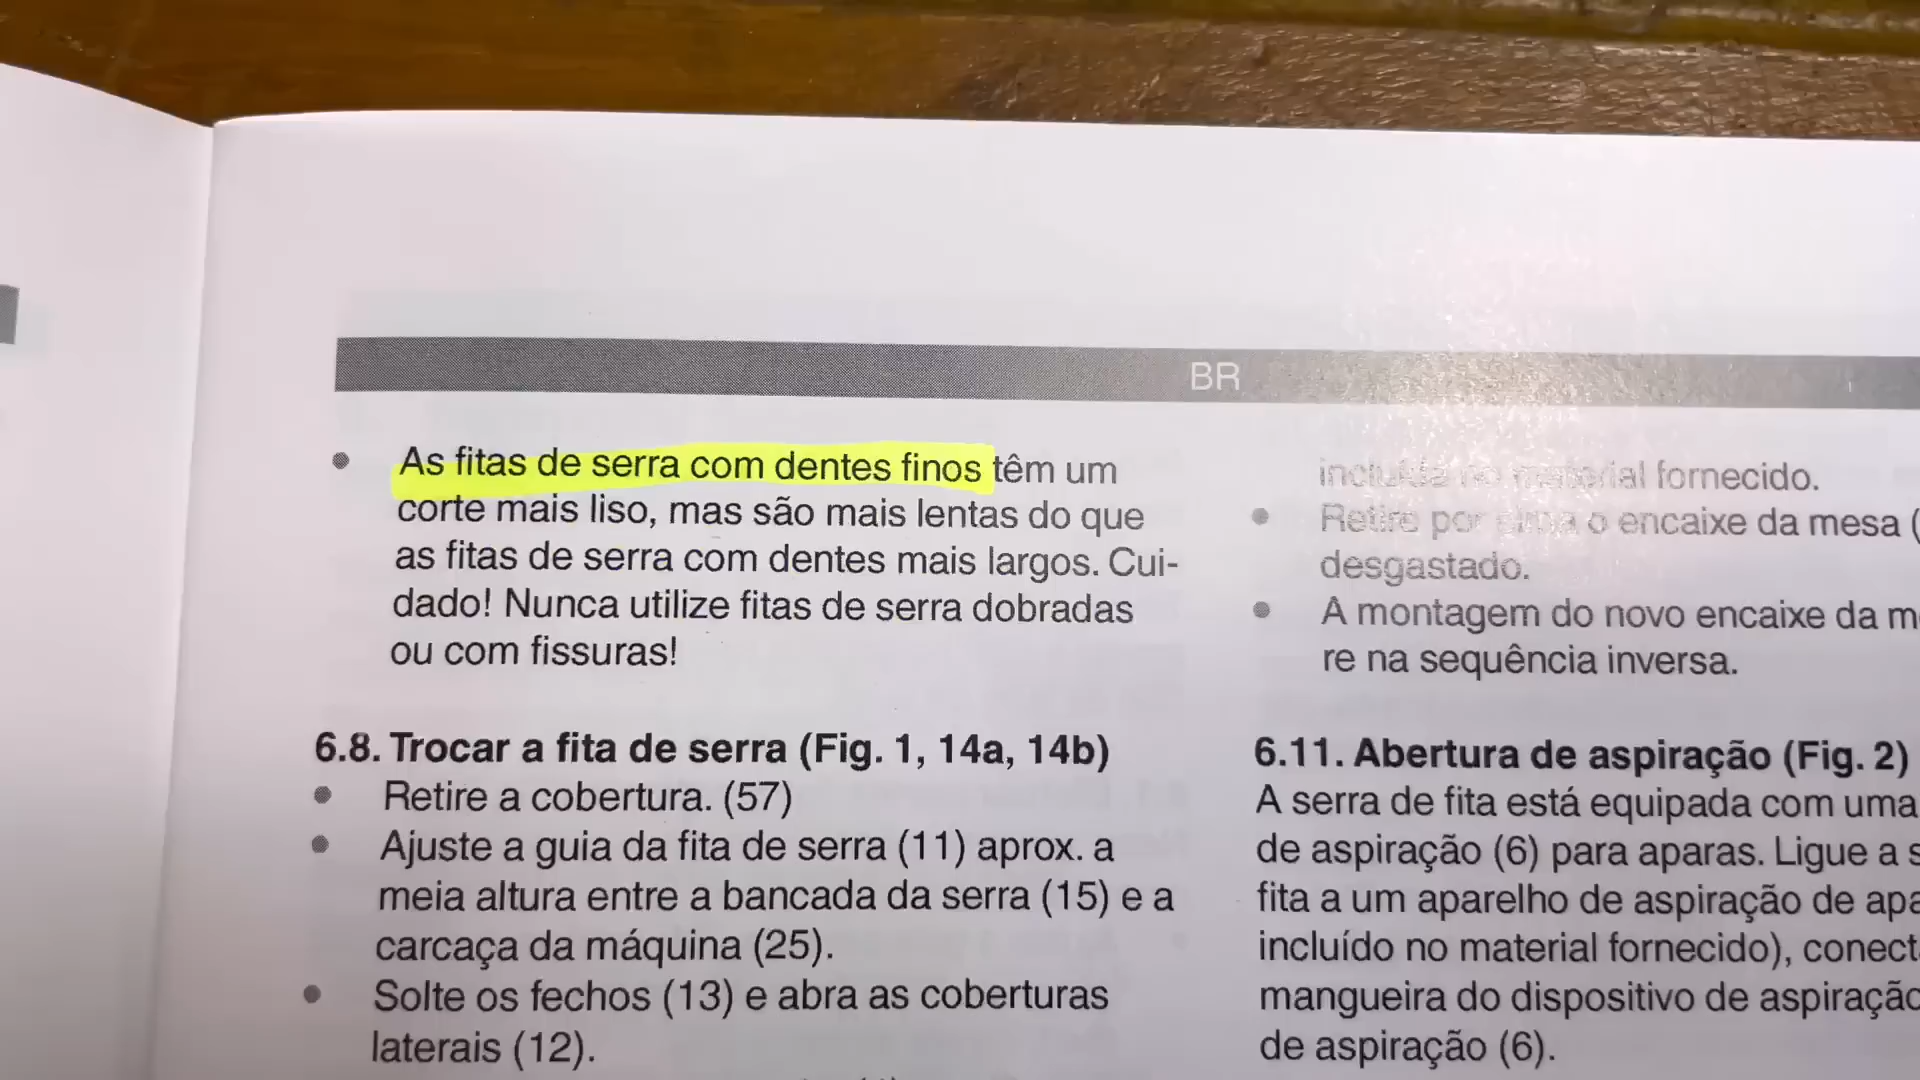 BR
As fitas de serra com dentes finos têm um
corte mais liso, mas são mais lentas do que
as fitas de serra com dentes mais largos. Cui-
dado! Nunca utilize fitas de serra dobradas
ou com fissuras!
6.8. Trocar a fita de serra (Fig. 1, 14a, 14b)
Retire a cobertura. (57)
Ajuste a guia da fita de serra (11) aprox. a
meia altura entre a bancada da serra (15) e a
carcaça da máquina (25).
Solte os fechos (13) e abra as coberturas
laterais (12).
incluída no material fornecido.
Retire por cima o encaixe da mesa (
desgastado.
A montagem do novo encaixe da m
re na sequência inversa.
6.11. Abertura de aspiração (Fig. 2)
A serra de fita está equipada com uma
de aspiração (6) para aparas. Ligue a s
fita a um aparelho de aspiração de apa
incluído no material fornecido), conect
mangueira do dispositivo de aspiração
de aspiração (6).